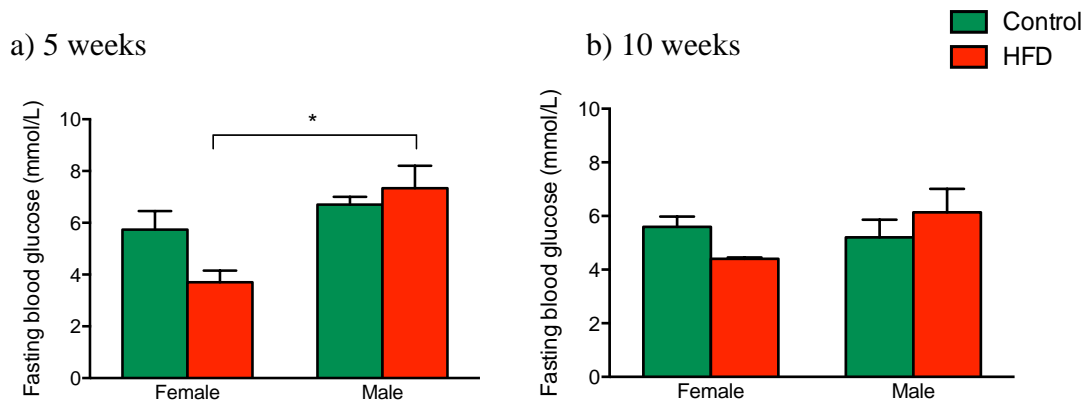 Control
HFD
a) 5 weeks
b) 10 weeks
Fasting blood glucose (mmol/L)
10
8
6
4
2
0
*
Female
Male
Fasting blood glucose (mmol/L)
10
8
6
4
2
0
Female
Male